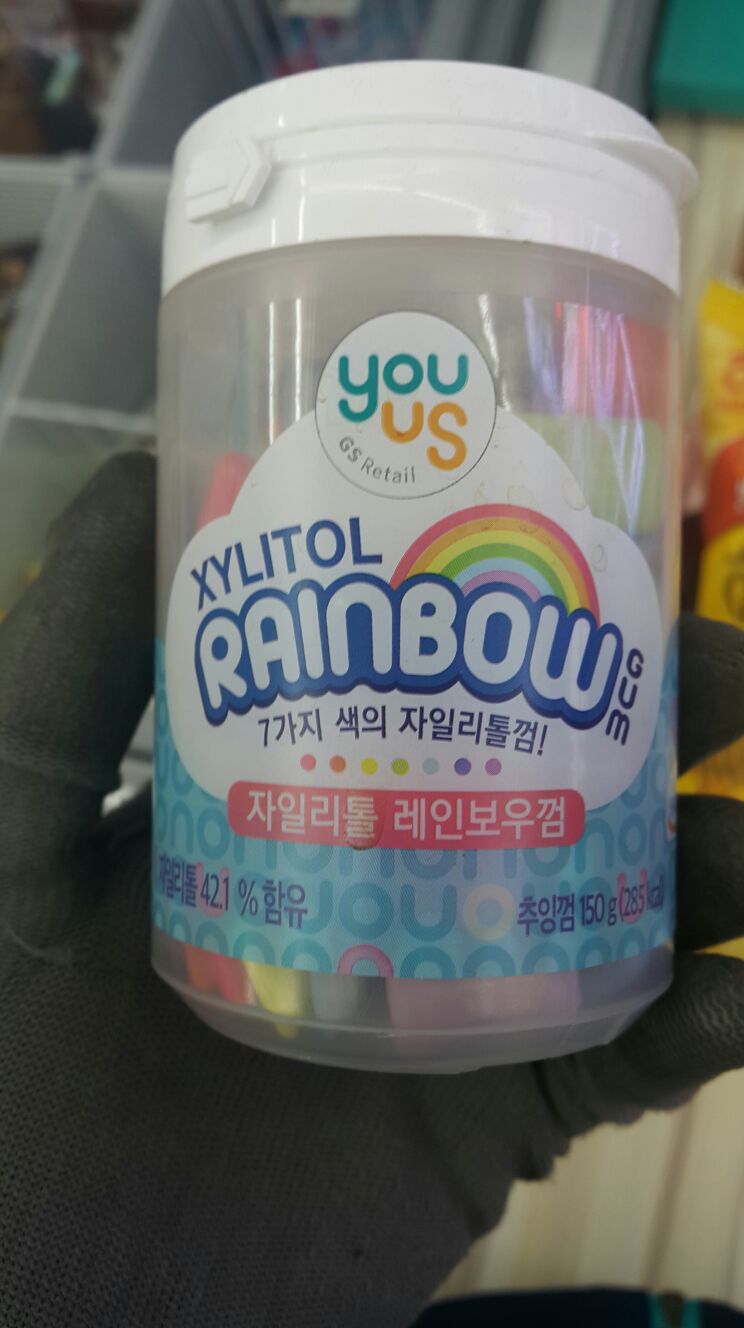 you
us
GS Retail
XYLITOL
RAINBOW
GUM
7가지 색의 자일리톨껌!
자일리톨 레인보우껌
자일리톨 42.1 % 함유
추잉껌 150 g (285 kcal)